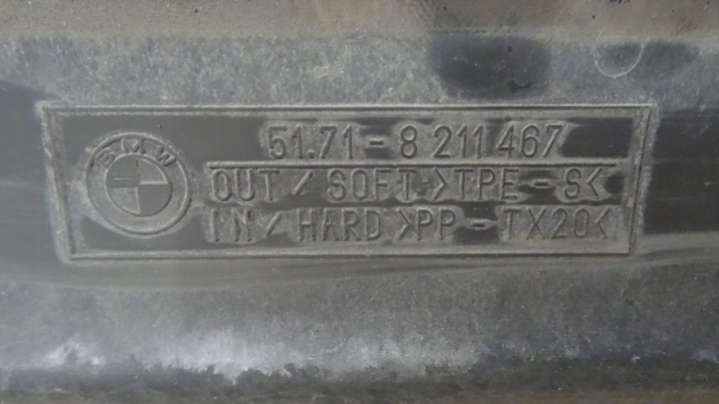 BMW
51.71-8 211 467
OUT / SOFT >TPE-S<
IN / HARD >PP-TX20<